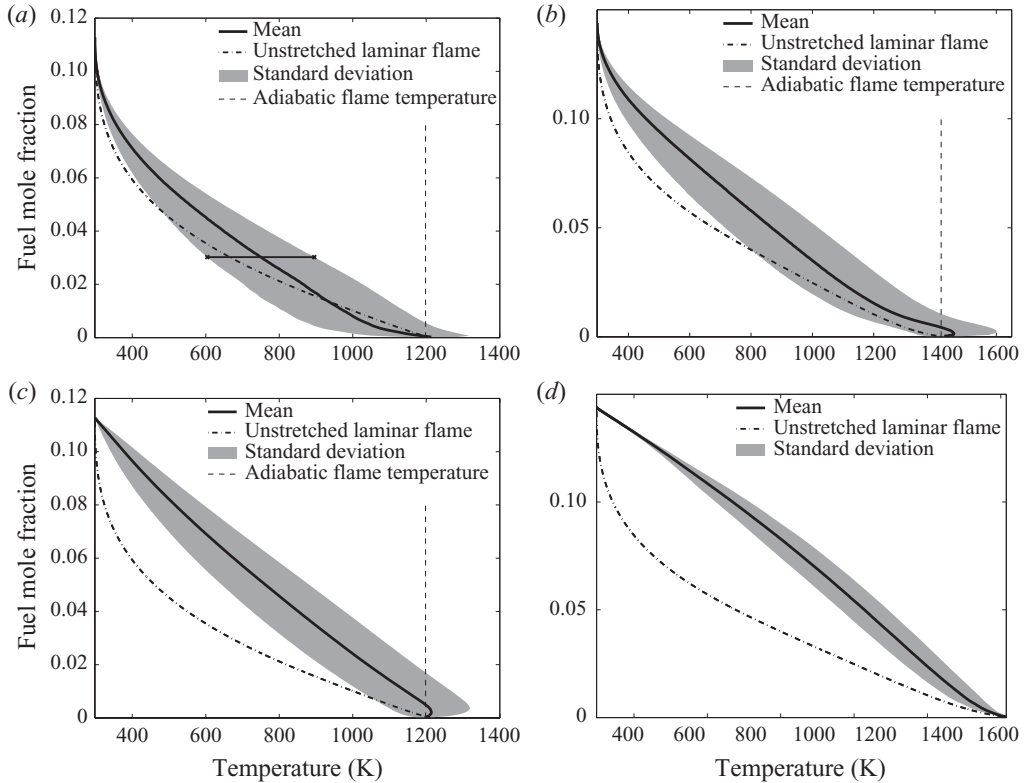 (a)
0.12
0.10
0.08
0.06
0.04
0.02
0
Fuel mole fraction
Mean
Unstretched laminar flame
Standard deviation
Adiabatic flame temperature
400 600 800 1000 1200 1400
(b)
0.10
0.05
0
Mean
Unstretched laminar flame
Standard deviation
Adiabatic flame temperature
400 600 800 1000 1200 1400 1600
(c)
0.12
0.10
0.08
0.06
0.04
0.02
0
Fuel mole fraction
Mean
Unstretched laminar flame
Standard deviation
Adiabatic flame temperature
400 600 800 1000 1200 1400
Temperature (K)
(d)
0.10
0.05
0
Mean
Unstretched laminar flame
Standard deviation
400 600 800 1000 1200 1400 1600
Temperature (K)